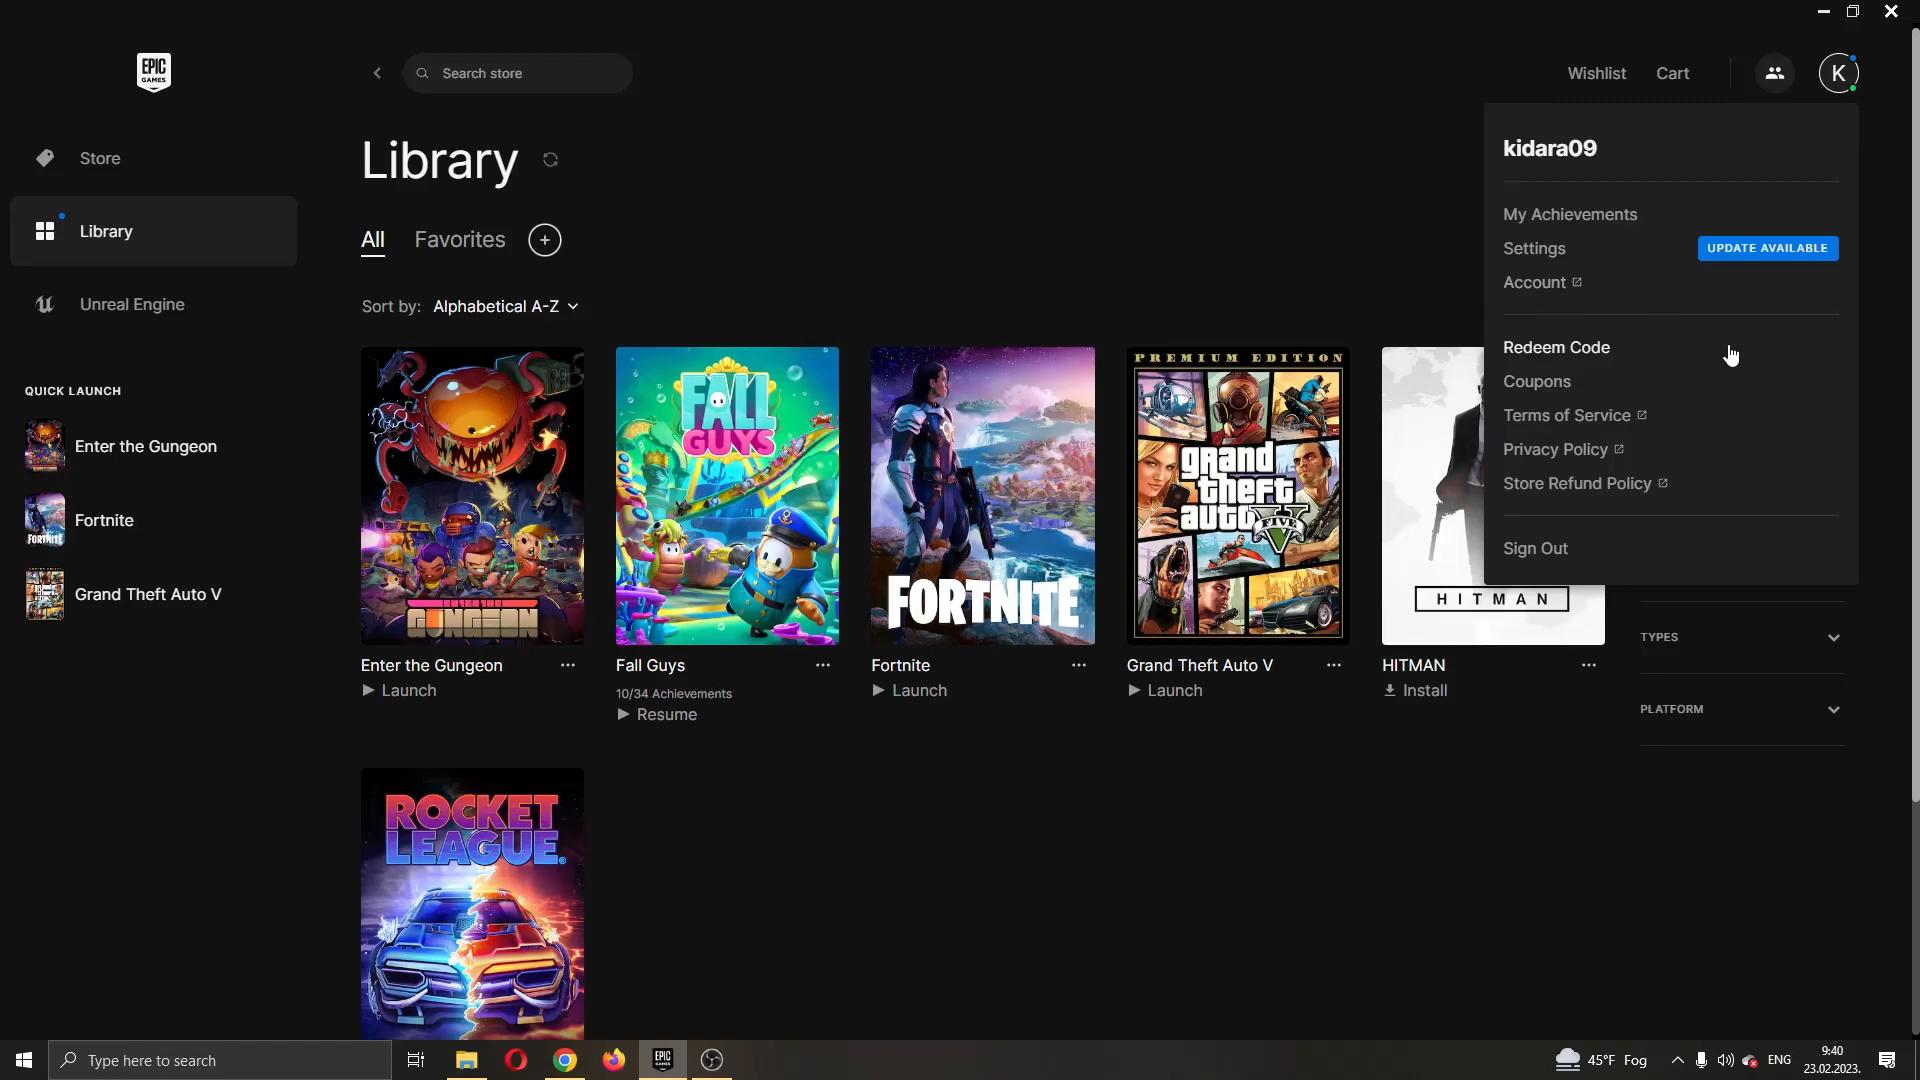 EPIC
GAMES
Search store
Wishlist
Cart
K
kidara09
Store
Library
My Achievements
Settings
UPDATE AVAILABLE
Account
Library
All
Favorites
Unreal Engine
Sort by: Alphabetical A-Z
Redeem Code
Coupons
Terms of Service
Privacy Policy
Store Refund Policy
Sign Out
QUICK LAUNCH
Enter the Gungeon
Fortnite
FORTNITE
Grand Theft Auto V
GUNGEON
FALL
GUYS
FORTNITE
PREMIUM EDITION
grand
theft
auto
FIVE
HITMAN
Enter the Gungeon
Launch
Fall Guys
10/34 Achievements
Resume
Fortnite
Launch
Grand Theft Auto V
Launch
HITMAN
Install
TYPES
PLATFORM
ROCKET
LEAGUE®
Type here to search
EPIC
GAMES
45°F Fog
ENG
9:40
23.02.2023.